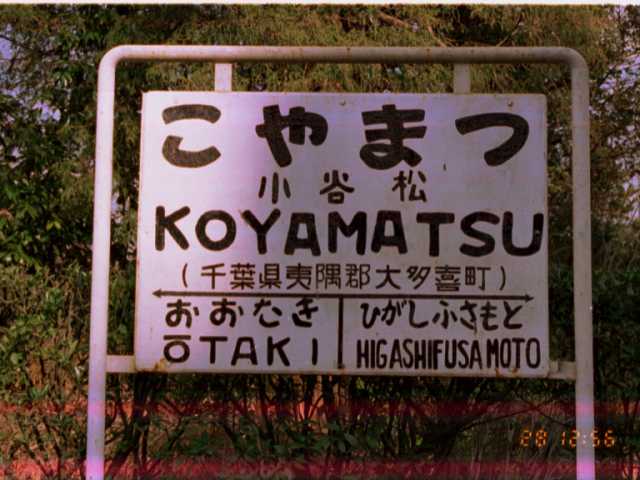 こやまつ
小谷松
KOYAMATSU
(千葉県夷隅郡大多喜町)
おおたき ひがしふさもと
ŌTAKI HIGASHIFUSAMOTO
28 12:56